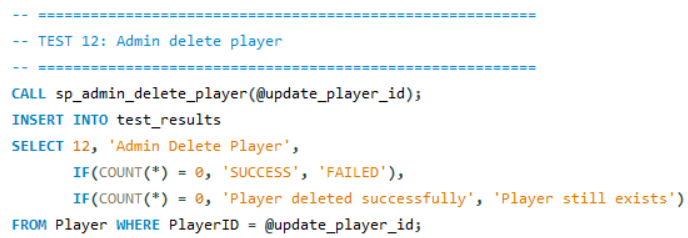 -- ============================================================
-- TEST 12: Admin delete player
-- ============================================================
CALL sp_admin_delete_player(@update_player_id);
INSERT INTO test_results
SELECT 12, 'Admin Delete Player',
       IF(COUNT(*) = 0, 'SUCCESS', 'FAILED'),
       IF(COUNT(*) = 0, 'Player deleted successfully', 'Player still exists')
FROM Player WHERE PlayerID = @update_player_id;